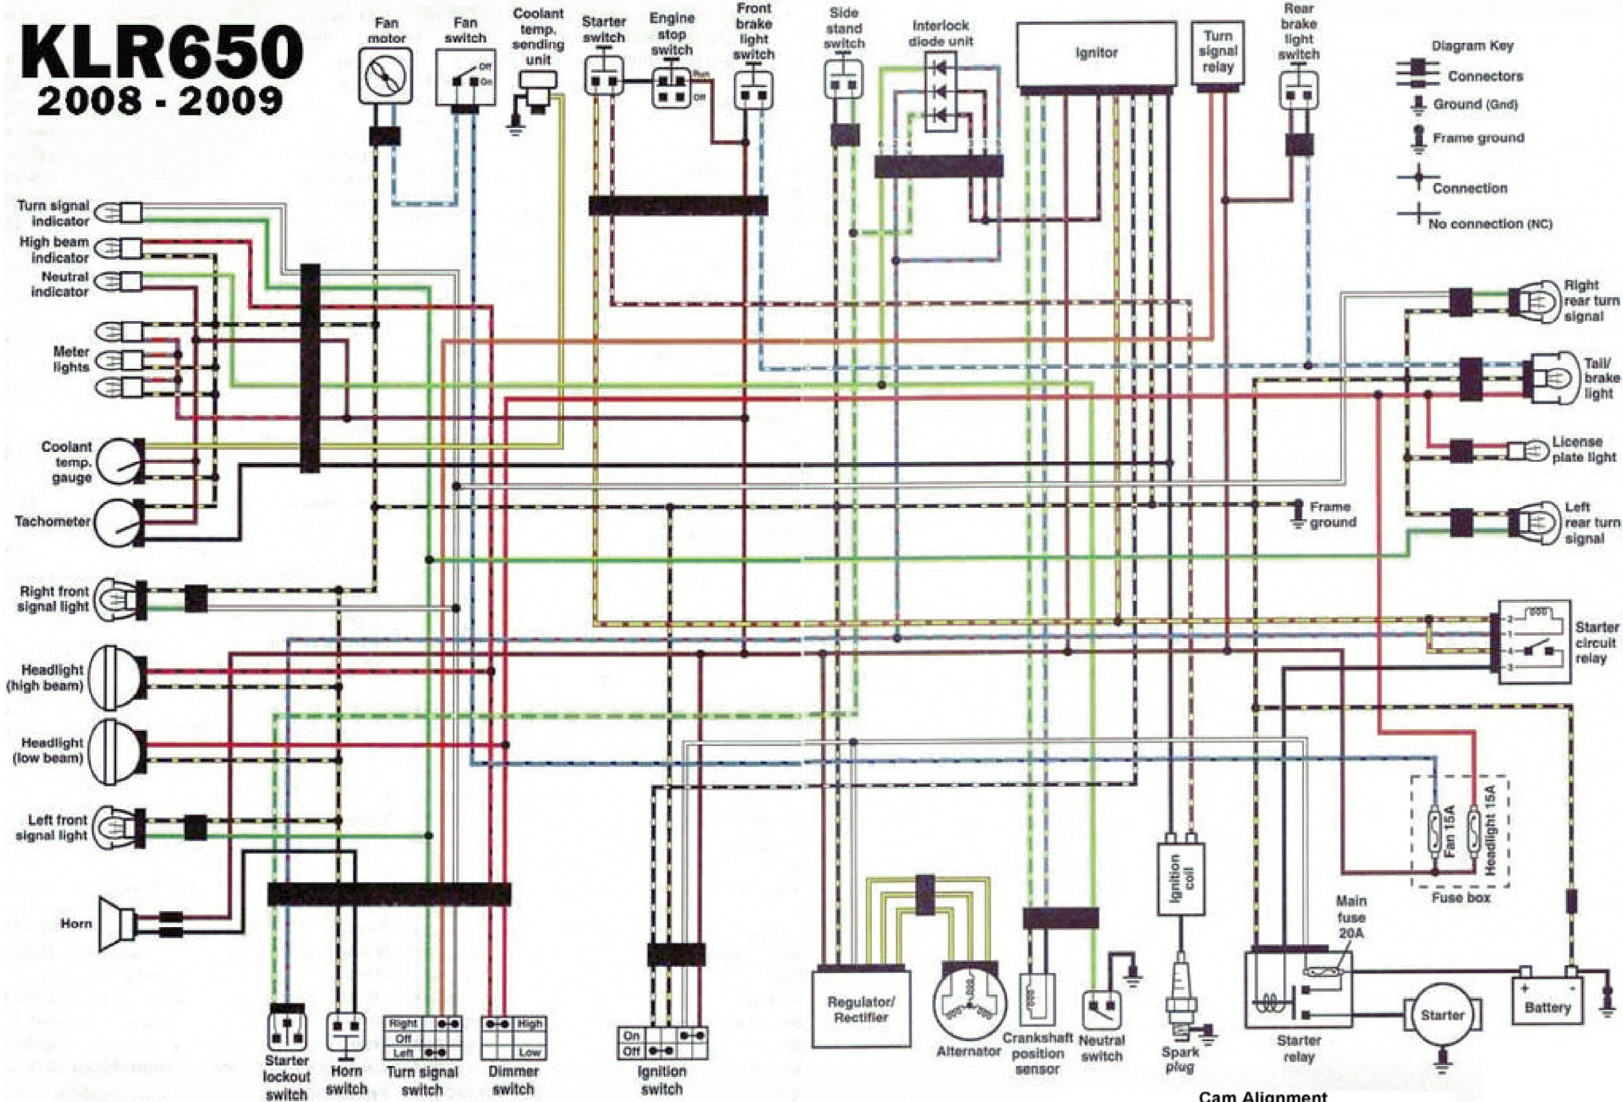 KLR650
2008 - 2009
Fan
motor
Fan
switch
Off
On
Coolant
temp.
sending
unit
Starter
switch
Engine
stop
switch
Run
Off
Front
brake
light
switch
Side
stand
switch
Interlock
diode unit
Ignitor
Turn
signal
relay
Rear
brake
light
switch
Diagram Key
Connectors
Ground (Gnd)
Frame ground
Connection
No connection (NC)
Turn signal
indicator
High beam
indicator
Neutral
indicator
Meter
lights
Coolant
temp.
gauge
Tachometer
Right front
signal light
Headlight
(high beam)
Headlight
(low beam)
Left front
signal light
Horn
Right
rear turn
signal
Tail/
brake
light
License
plate light
Left
rear turn
signal
Frame
ground
2
1
4
3
Starter
circuit
relay
Fan 15A
Headlight 15A
Fuse box
Main
fuse
20A
Ignition
coil
Starter
lockout
switch
Horn
switch
Right
Off
Left
Turn signal
switch
High
Low
Dimmer
switch
On
Off
Ignition
switch
Regulator/
Rectifier
Alternator
Crankshaft
position
sensor
Neutral
switch
Spark
plug
Starter
relay
Starter
+ -
Battery
Cam Alignment